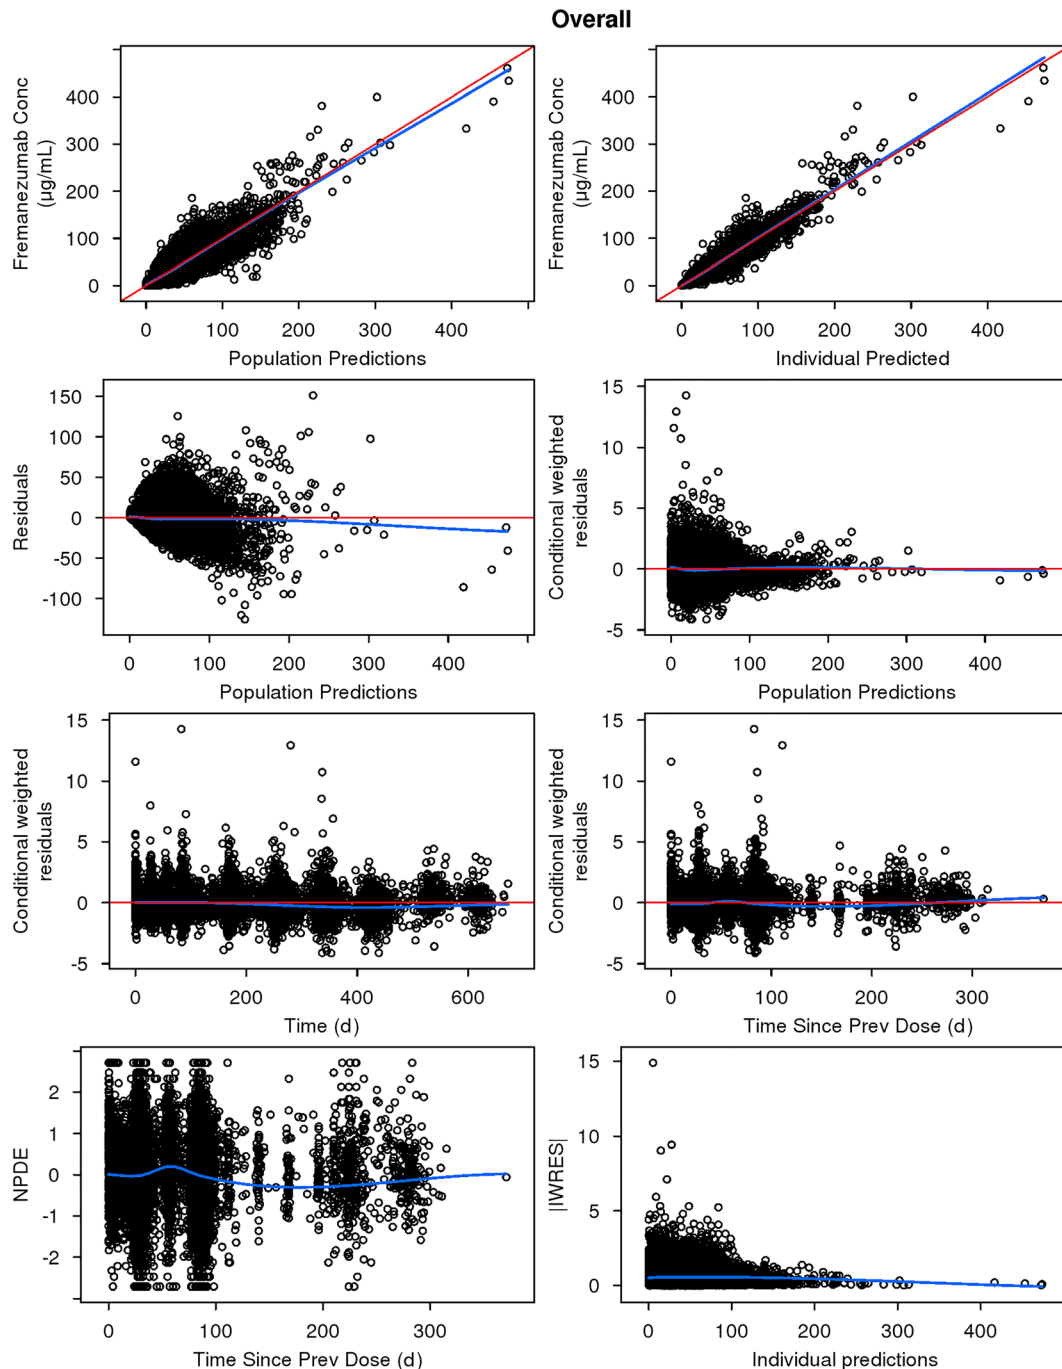 Overall
Fremanezumab Conc
(µg/mL)
400
300
200
100
0
0 100 200 300 400
Population Predictions
Fremanezumab Conc
(µg/mL)
400
300
200
100
0
0 100 200 300 400
Individual Predicted
Residuals
150
100
50
0
-50
-100
0 100 200 300 400
Population Predictions
Conditional weighted
residuals
15
10
5
0
-5
0 100 200 300 400
Population Predictions
Conditional weighted
residuals
15
10
5
0
-5
0 200 400 600
Time (d)
Conditional weighted
residuals
15
10
5
0
-5
0 100 200 300
Time Since Prev Dose (d)
NPDE
2
1
0
-1
-2
0 100 200 300
Time Since Prev Dose (d)
|IWRES|
15
10
5
0
0 100 200 300 400
Individual predictions